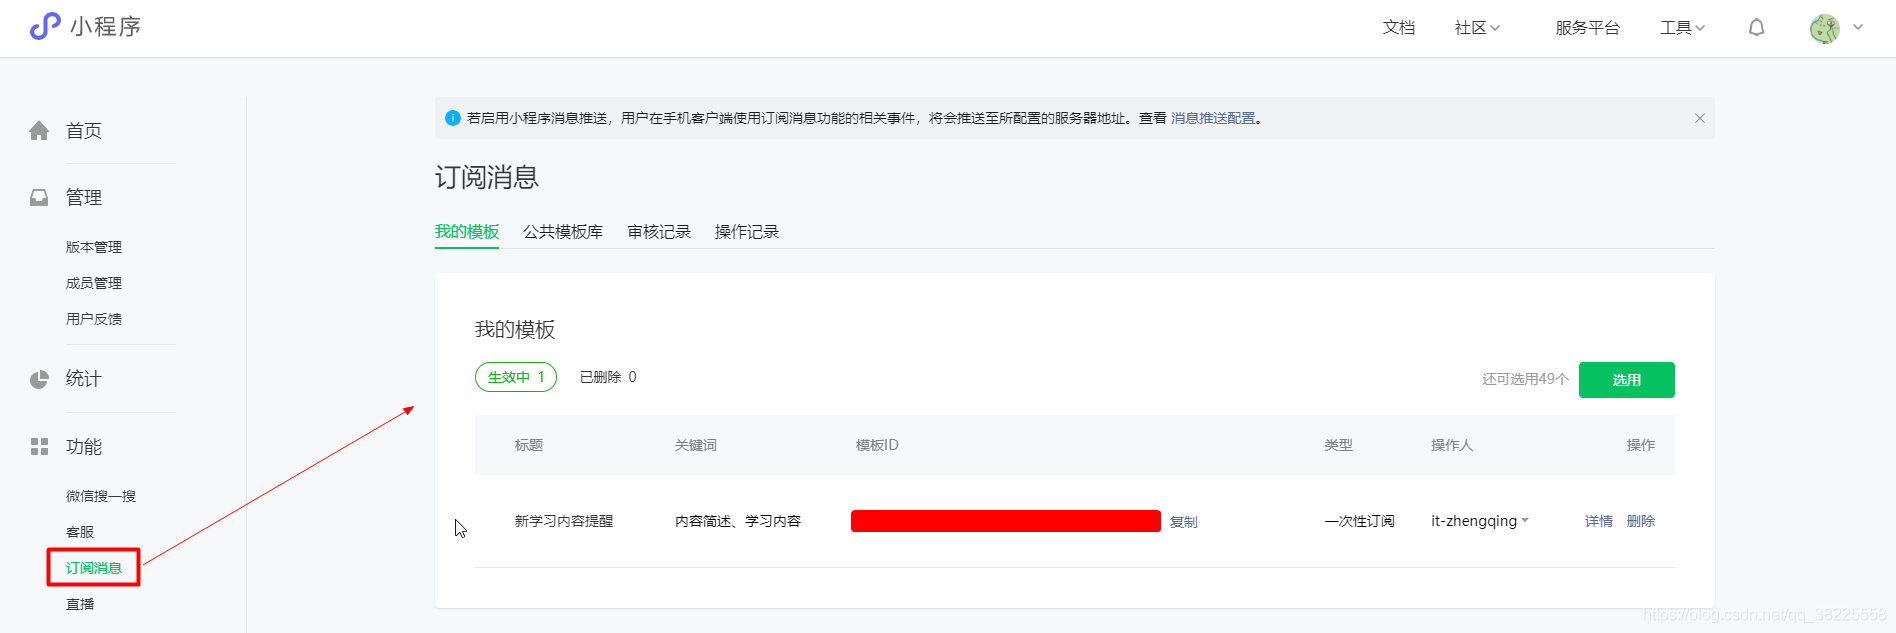 小程序
文档 社区 服务平台 工具
首页
管理
版本管理
成员管理
用户反馈
统计
功能
微信搜一搜
客服
订阅消息
直播
若启用小程序消息推送，用户在手机客户端使用订阅消息功能的相关事件，将会推送至所配置的服务器地址。查看 消息推送配置。
订阅消息
我的模板 公共模板库 审核记录 操作记录
我的模板
生效中 1 已删除 0 还可选用49个 选用
标题 关键词 模板ID 类型 操作人 操作
新学习内容提醒 内容简述、学习内容 复制 一次性订阅 it-zhengqing 详情 删除
https://blog.csdn.net/qq_38225558